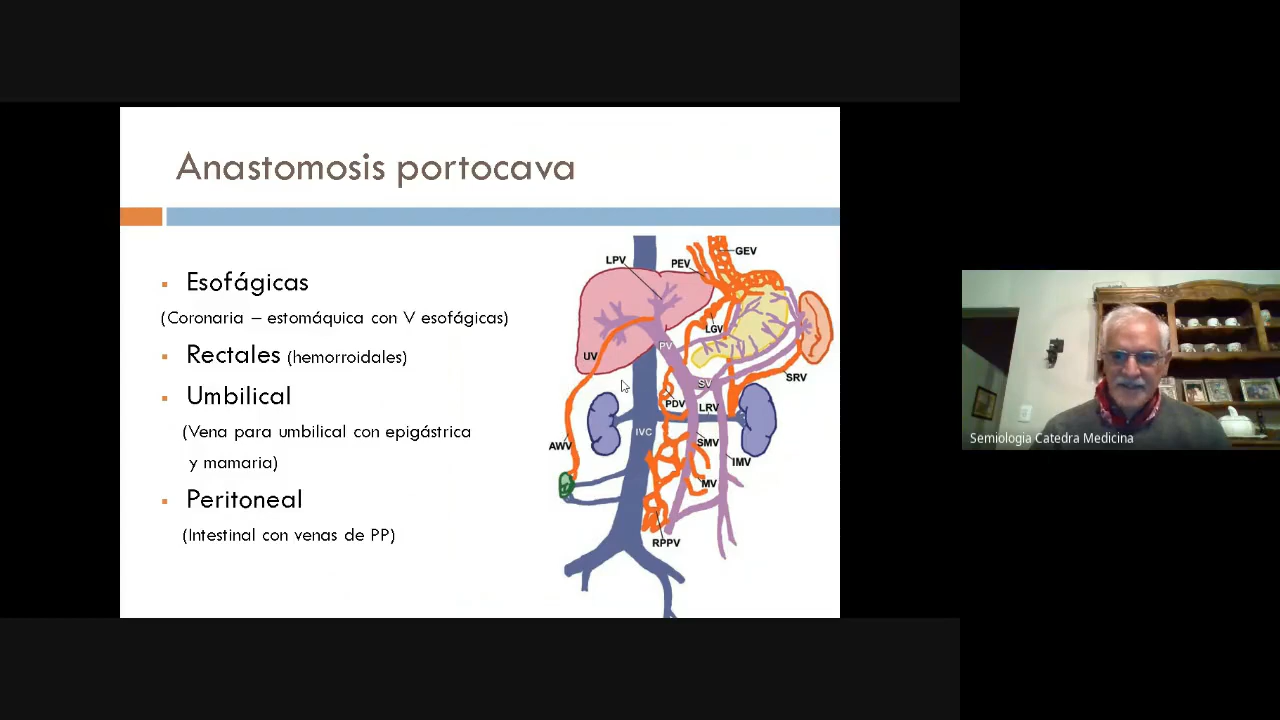 Anastomosis portocava
▪ Esofágicas
(Coronaria – estomáquica con V esofágicas)
▪ Rectales (hemorroidales)
▪ Umbilical
(Vena para umbilical con epigástrica
y mamaria)
▪ Peritoneal
(Intestinal con venas de PP)
GEV
LPV
PEV
LGV
PV
UV
SRV
SV
PDV
LRV
IVC
SMV
AWV
IMV
MV
RPPV
Semiologia Catedra Medicina